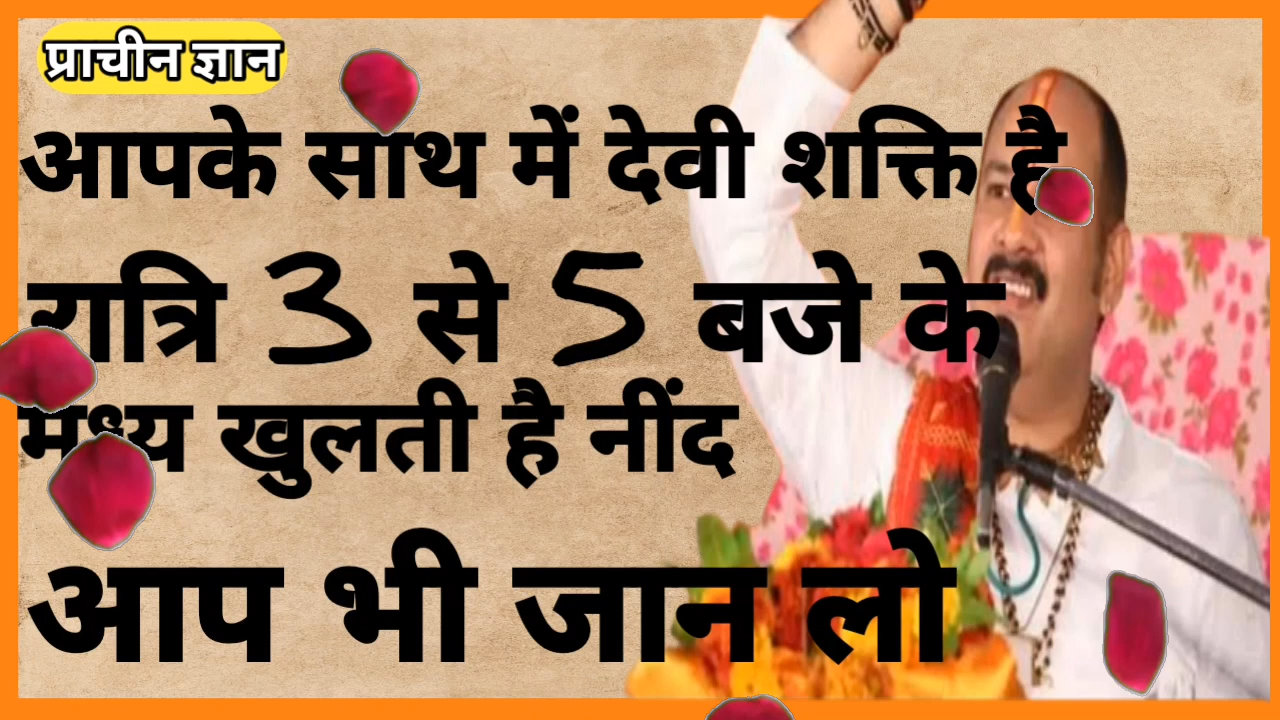 प्राचीन ज्ञान
आपके साथ में देवी शक्ति है
रात्रि 3 से 5 बजे के
मध्य खुलती है नींद
आप भी जान लो